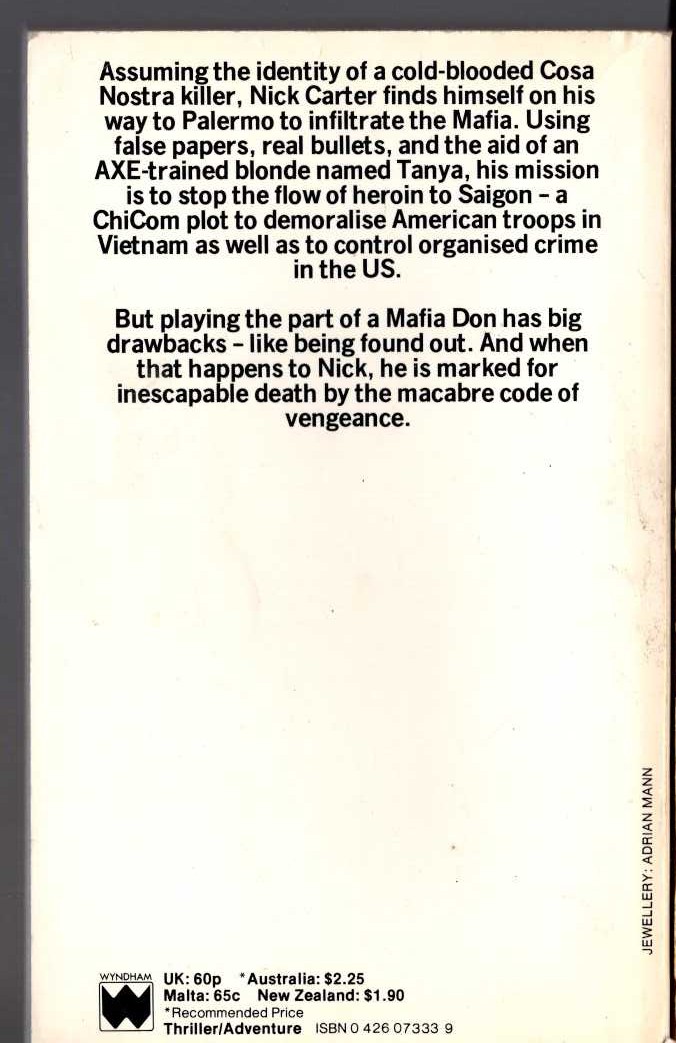 Assuming the identity of a cold-blooded Cosa
Nostra killer, Nick Carter finds himself on his
way to Palermo to infiltrate the Mafia. Using
false papers, real bullets, and the aid of an
AXE-trained blonde named Tanya, his mission
is to stop the flow of heroin to Saigon – a
ChiCom plot to demoralise American troops in
Vietnam as well as to control organised crime
in the US.
But playing the part of a Mafia Don has big
drawbacks – like being found out. And when
that happens to Nick, he is marked for
inescapable death by the macabre code of
vengeance.
JEWELLERY: ADRIAN MANN
WYNDHAM
UK: 60p *Australia: $2.25
Malta: 65c New Zealand: $1.90
*Recommended Price
Thriller/Adventure ISBN 0 426 07333 9